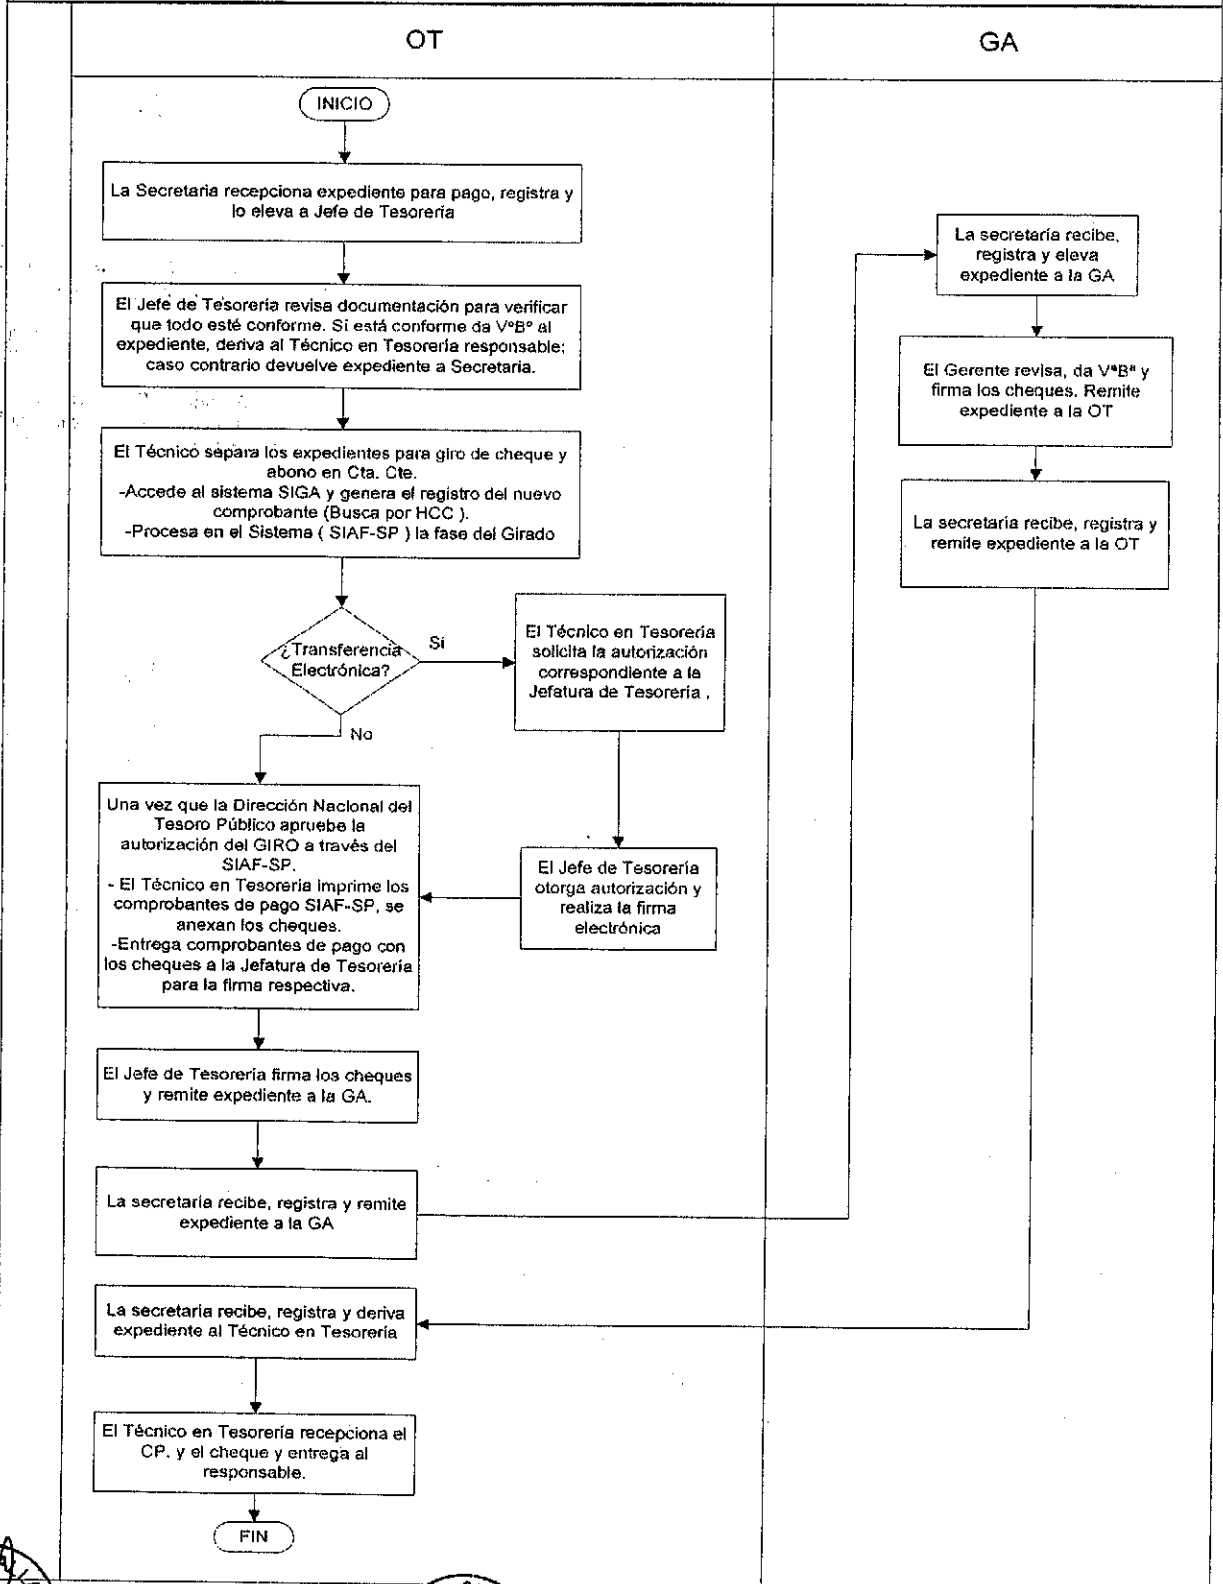 OT
GA
INICIO
La Secretaria recepciona expediente para pago, registra y
lo eleva a Jefe de Tesorería
El Jefe de Tesorería revisa documentación para verificar
que todo esté conforme. Si está conforme da V°B° al
expediente, deriva al Técnico en Tesorería responsable;
caso contrario devuelve expediente a Secretaria.
El Técnico separa los expedientes para giro de cheque y
abono en Cta. Cte.
-Accede al sistema SIGA y genera el registro del nuevo
comprobante (Busca por HCC ).
-Procesa en el Sistema ( SIAF-SP ) la fase del Girado
¿Transferencia
Electrónica?
Si
No
El Técnico en Tesorería
solicita la autorización
correspondiente a la
Jefatura de Tesorería .
El Jefe de Tesorería
otorga autorización y
realiza la firma
electrónica
Una vez que la Dirección Nacional del
Tesoro Público apruebe la
autorización del GIRO a través del
SIAF-SP.
- El Técnico en Tesorería imprime los
comprobantes de pago SIAF-SP, se
anexan los cheques.
-Entrega comprobantes de pago con
los cheques a la Jefatura de Tesorería
para la firma respectiva.
El Jefe de Tesorería firma los cheques
y remite expediente a la GA.
La secretaría recibe, registra y remite
expediente a la GA
La secretaría recibe,
registra y eleva
expediente a la GA
El Gerente revisa, da V°B° y
firma los cheques. Remite
expediente a la OT
La secretaría recibe, registra y
remite expediente a la OT
La secretaría recibe, registra y deriva
expediente al Técnico en Tesorería
El Técnico en Tesorería recepciona el
CP. y el cheque y entrega al
responsable.
FIN